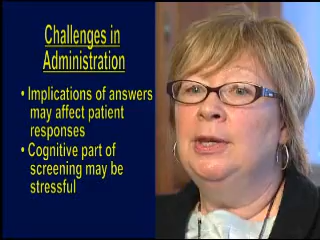 Challenges in
Administration
• Implications of answers
may affect patient
responses
• Cognitive part of
screening may be
stressful